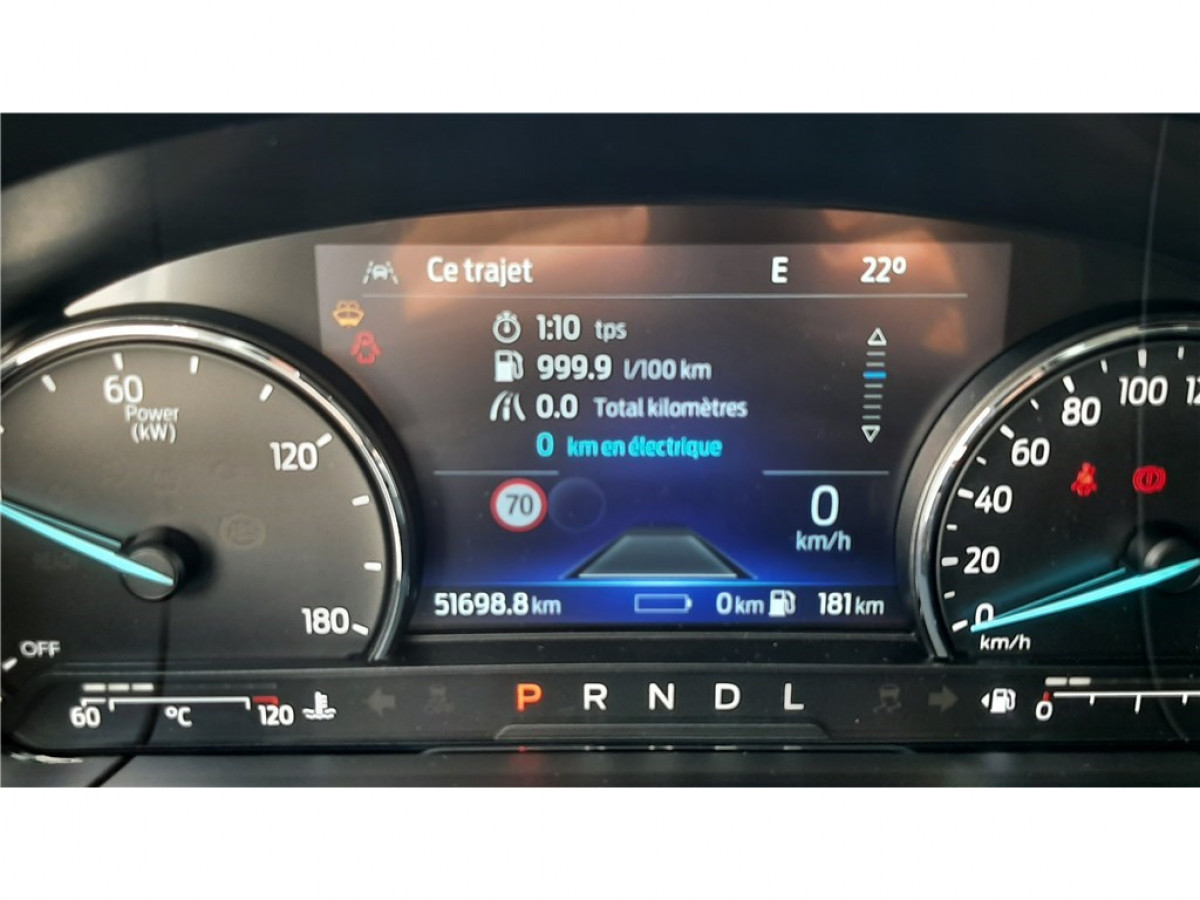 Ce trajet E 22º
1:10 tps
999.9 l/100 km
0.0 Total kilomètres
0 km en électrique
70
0
km/h
51698.8 km 0 km 181 km
60
Power
(kW)
120
180
OFF
60 °C 120
P R N D L
100
80
60
40
20
0
km/h
0